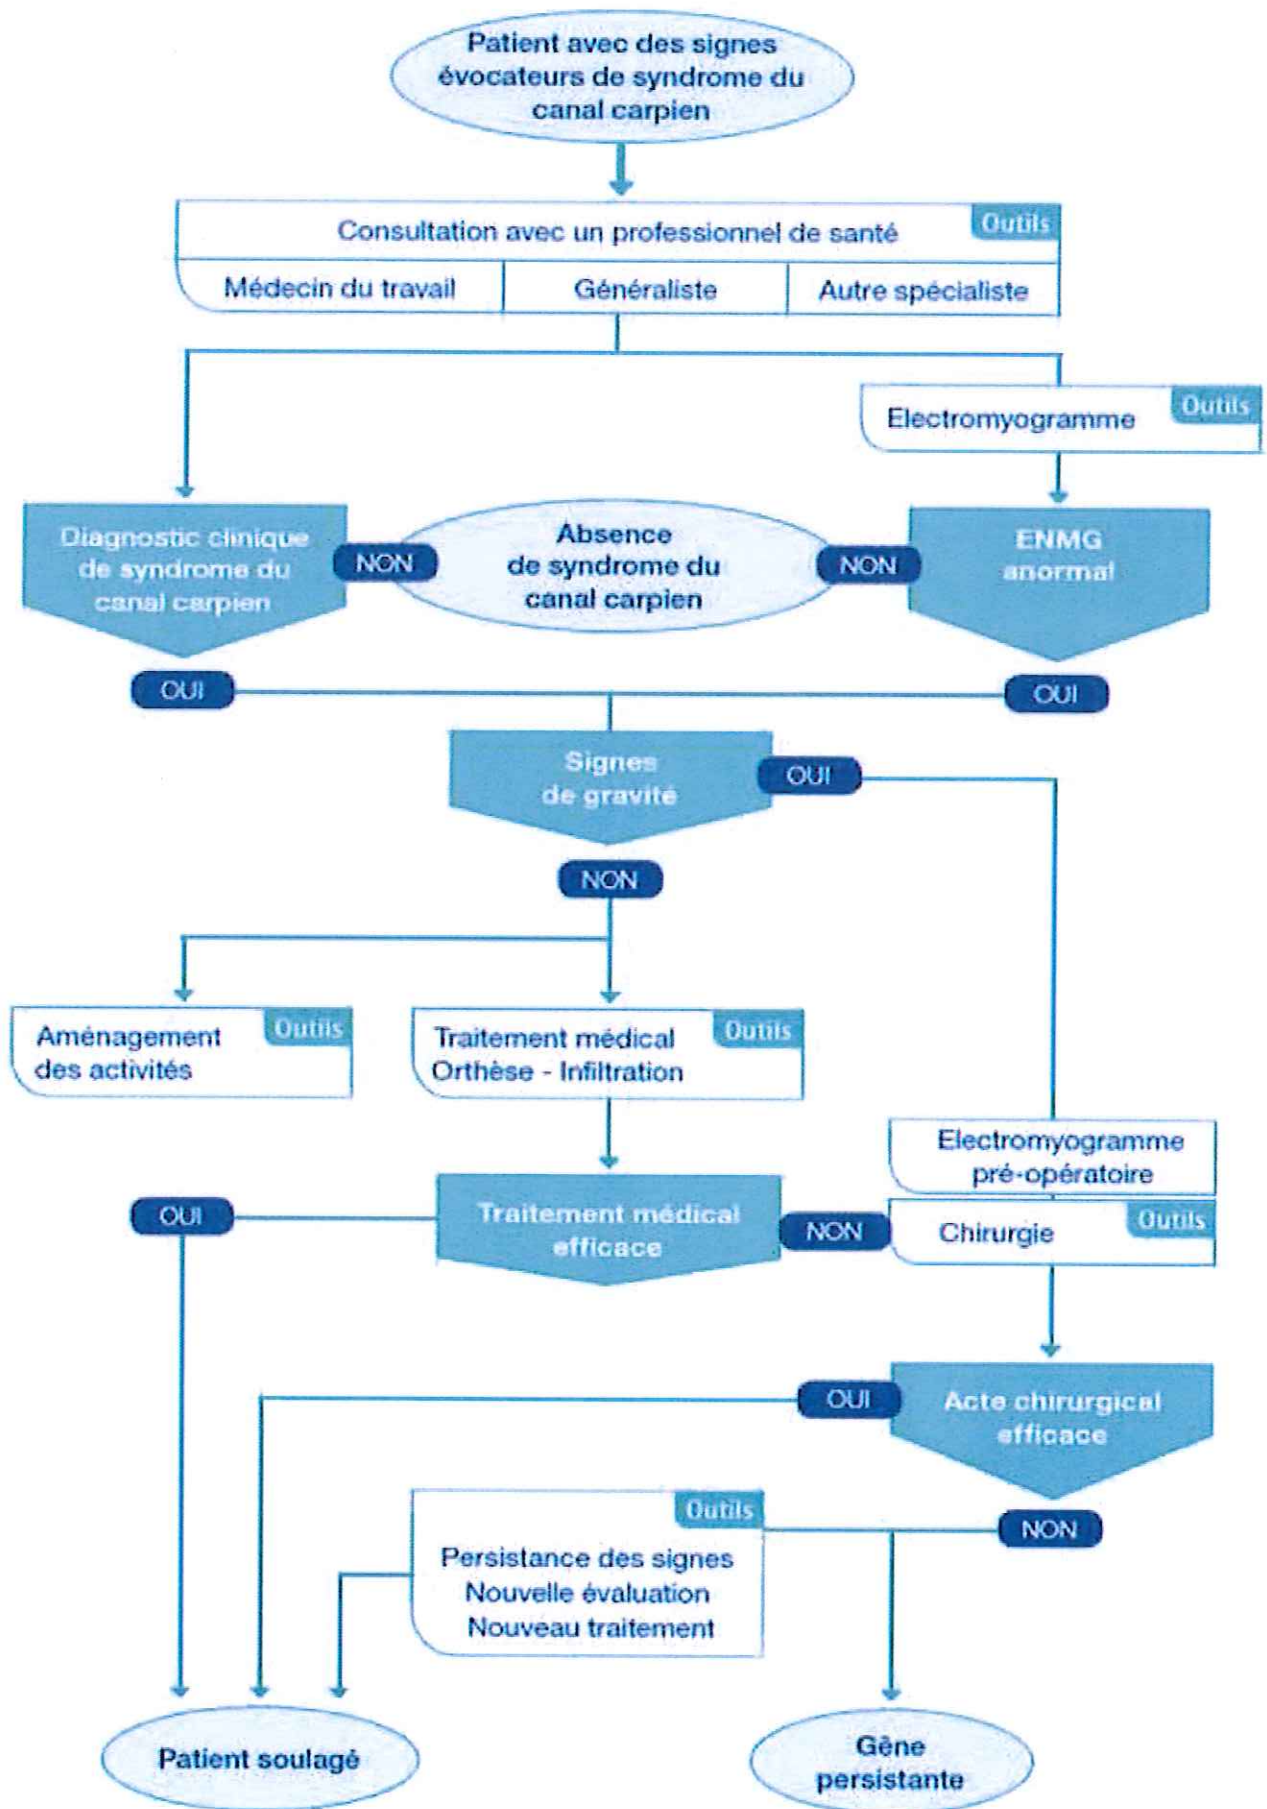 Patient avec des signes
évocateurs de syndrome du
canal carpien
Outils
Consultation avec un professionnel de santé
Médecin du travail
Généraliste
Autre spécialiste
Outils
Electromyogramme
Diagnostic clinique
de syndrome du
canal carpien
NON
Absence
de syndrome du
canal carpien
NON
ENMG
anormal
OUI
OUI
Signes
de gravité
OUI
NON
Outils
Aménagement
des activités
Outils
Traitement médical
Orthèse - Infiltration
Electromyogramme
pré-opératoire
OUI
Traitement médical
efficace
NON
Outils
Chirurgie
OUI
Acte chirurgical
efficace
NON
Outils
Persistance des signes
Nouvelle évaluation
Nouveau traitement
Patient soulagé
Gêne
persistante